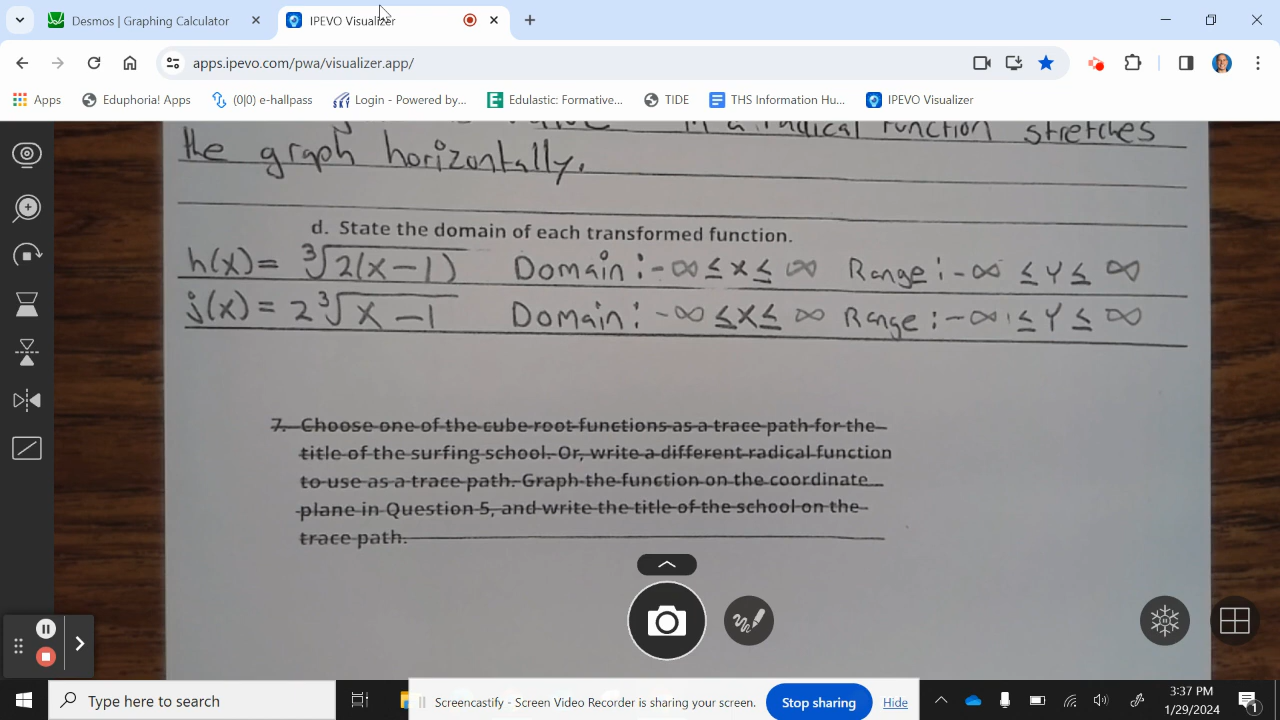 Desmos | Graphing Calculator
IPEVO Visualizer
apps.ipevo.com/pwa/visualizer.app/
Apps
Eduphoria! Apps
(0|0) e-hallpass
Login - Powered by...
Edulastic: Formative...
TIDE
THS Information Hu...
IPEVO Visualizer
value in a radical function stretches
the graph horizontally.
d. State the domain of each transformed function.
h(x) = ∛2(x-1) Domain: -∞ ≤ x ≤ ∞ Range: -∞ ≤ y ≤ ∞
j(x) = 2∛x-1 Domain: -∞ ≤ x ≤ ∞ Range: -∞ ≤ y ≤ ∞
7. Choose one of the cube root functions as a trace path for the
title of the surfing school. Or, write a different radical function
to use as a trace path. Graph the function on the coordinate
plane in Question 5, and write the title of the school on the
trace path.
Type here to search
Screencastify - Screen Video Recorder is sharing your screen.
Stop sharing
Hide
3:37 PM
1/29/2024
1